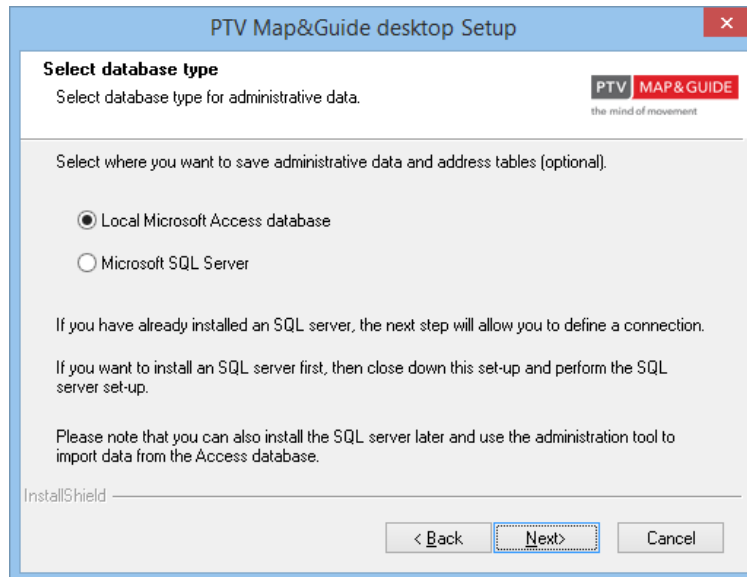 PTV Map&Guide desktop Setup
Select database type
Select database type for administrative data.
PTV MAP&GUIDE
the mind of movement
Select where you want to save administrative data and address tables (optional).
Local Microsoft Access database
Microsoft SQL Server
If you have already installed an SQL server, the next step will allow you to define a connection.
If you want to install an SQL server first, then close down this set-up and perform the SQL
server set-up.
Please note that you can also install the SQL server later and use the administration tool to
import data from the Access database.
InstallShield
< Back
Next>
Cancel